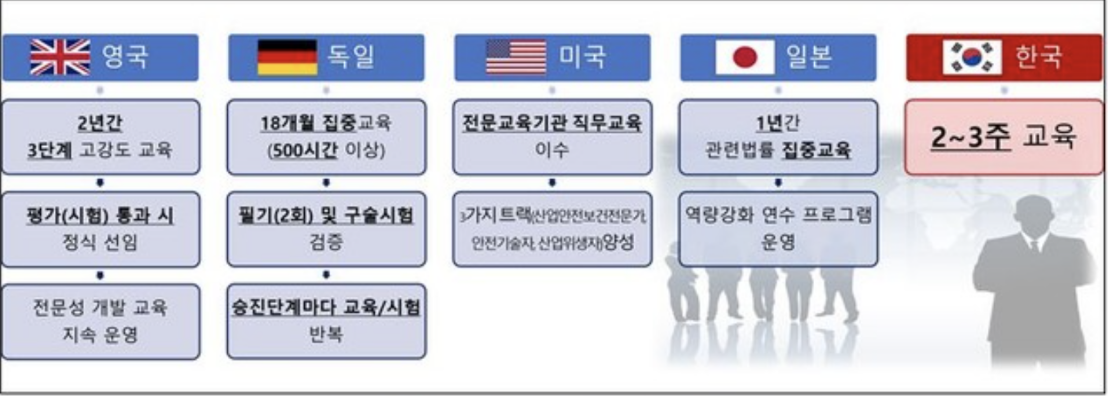 영국
2년간
3단계 고강도 교육
평가(시험) 통과 시
정식 선임
전문성 개발 교육
지속 운영
독일
18개월 집중교육
(500시간 이상)
필기(2회) 및 구술시험
검증
승진단계마다 교육/시험
반복
미국
전문교육기관 직무교육
이수
3가지 트랙(산업안전보건전문가,
안전기술자, 산업위생자)양성
일본
1년간
관련법률 집중교육
역량강화 연수 프로그램
운영
한국
2~3주 교육